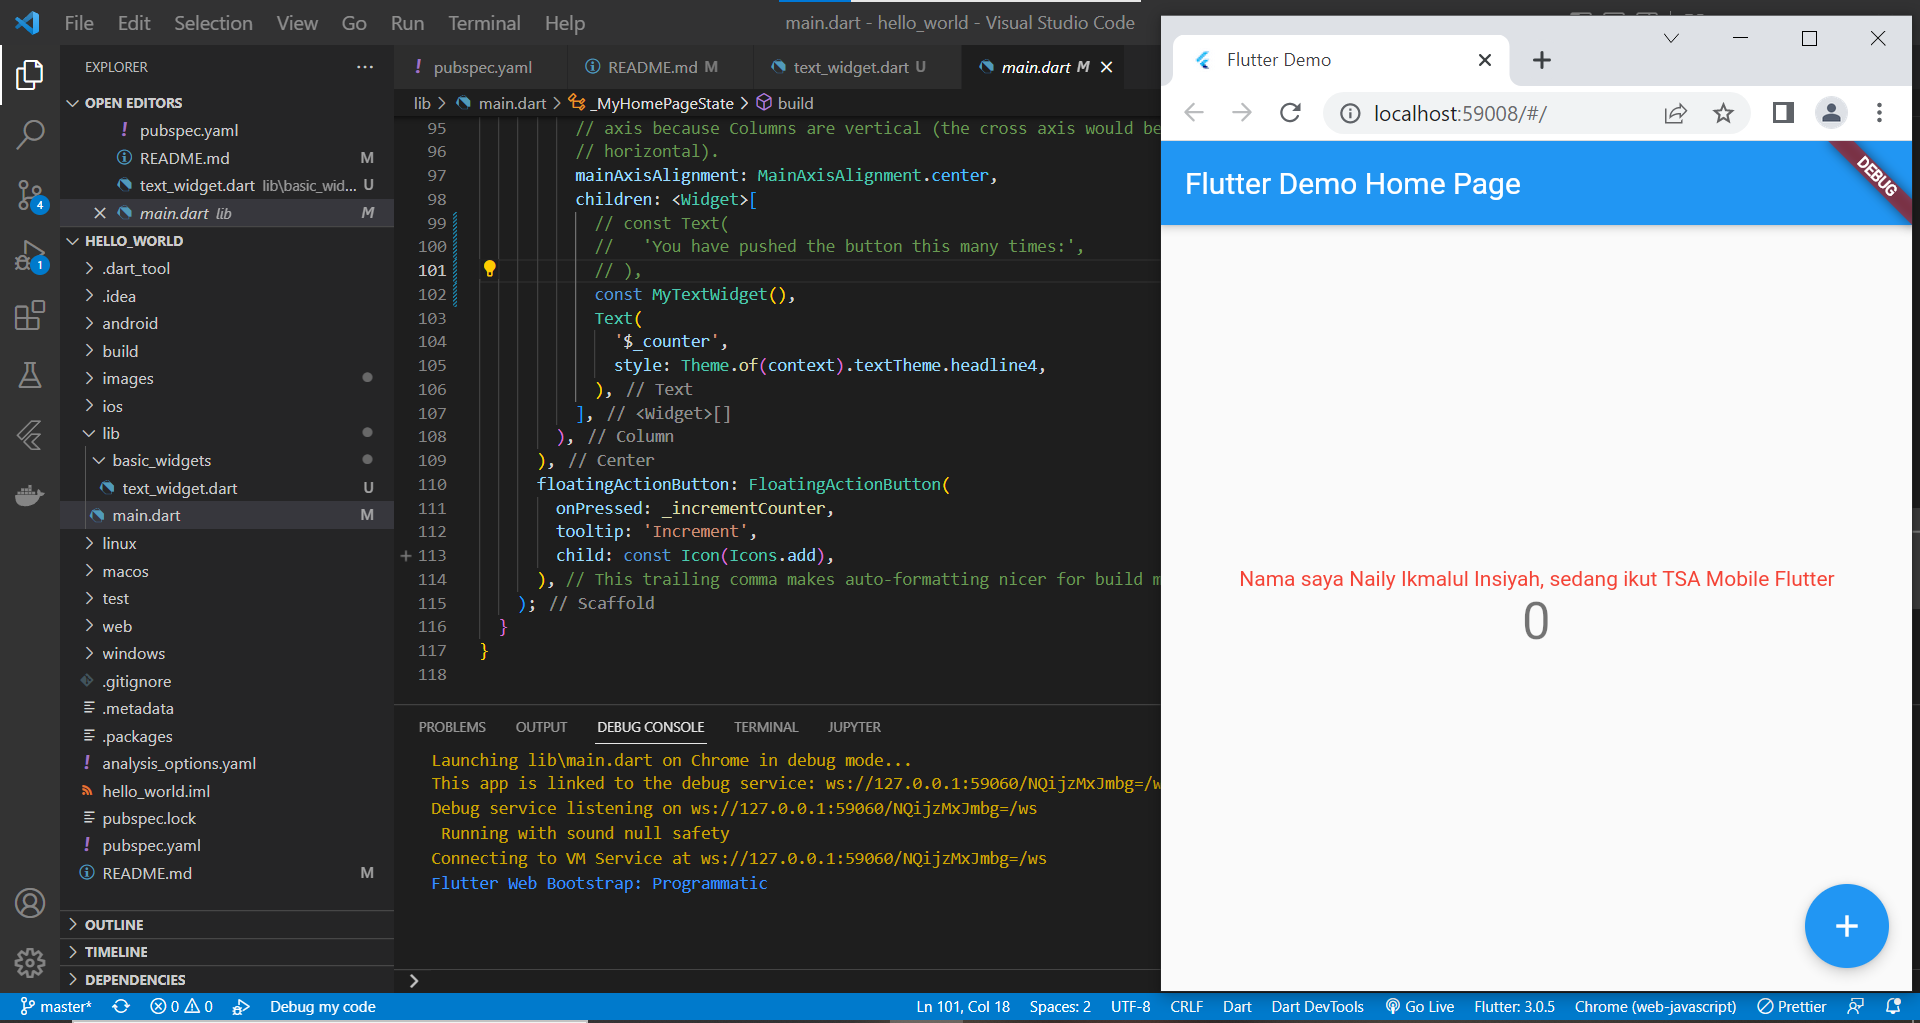 File Edit Selection View Go Run Terminal Help
main.dart - hello_world - Visual Studio Code
EXPLORER
OPEN EDITORS
! pubspec.yaml
README.md M
text_widget.dart lib\basic_wid... U
main.dart lib M
HELLO_WORLD
.dart_tool
.idea
android
build
images
ios
lib
basic_widgets
text_widget.dart U
main.dart M
linux
macos
test
web
windows
.gitignore
.metadata
.packages
! analysis_options.yaml
hello_world.iml
pubspec.lock
! pubspec.yaml
README.md M
OUTLINE
TIMELINE
DEPENDENCIES
4
1
! pubspec.yaml README.md M text_widget.dart U main.dart M
lib > main.dart > _MyHomePageState > build
95 // axis because Columns are vertical (the cross axis would be
96 // horizontal).
97 mainAxisAlignment: MainAxisAlignment.center,
98 children: <Widget>[
99 // const Text(
100 //   'You have pushed the button this many times:',
101 // ),
102 const MyTextWidget(),
103 Text(
104 '$_counter',
105 style: Theme.of(context).textTheme.headline4,
106 ), // Text
107 ], // <Widget>[]
108 ), // Column
109 ), // Center
110 floatingActionButton: FloatingActionButton(
111 onPressed: _incrementCounter,
112 tooltip: 'Increment',
113 child: const Icon(Icons.add),
114 ), // This trailing comma makes auto-formatting nicer for build m
115 ); // Scaffold
116 }
117 }
118
PROBLEMS OUTPUT DEBUG CONSOLE TERMINAL JUPYTER
Launching lib\main.dart on Chrome in debug mode...
This app is linked to the debug service: ws://127.0.0.1:59060/NQijzMxJmbg=/w
Debug service listening on ws://127.0.0.1:59060/NQijzMxJmbg=/ws
Running with sound null safety
Connecting to VM Service at ws://127.0.0.1:59060/NQijzMxJmbg=/ws
Flutter Web Bootstrap: Programmatic
Flutter Demo
localhost:59008/#/
Flutter Demo Home Page
DEBUG
Nama saya Naily Ikmalul Insiyah, sedang ikut TSA Mobile Flutter
0
master* 0 0 Debug my code Ln 101, Col 18 Spaces: 2 UTF-8 CRLF Dart Dart DevTools Go Live Flutter: 3.0.5 Chrome (web-javascript) Prettier